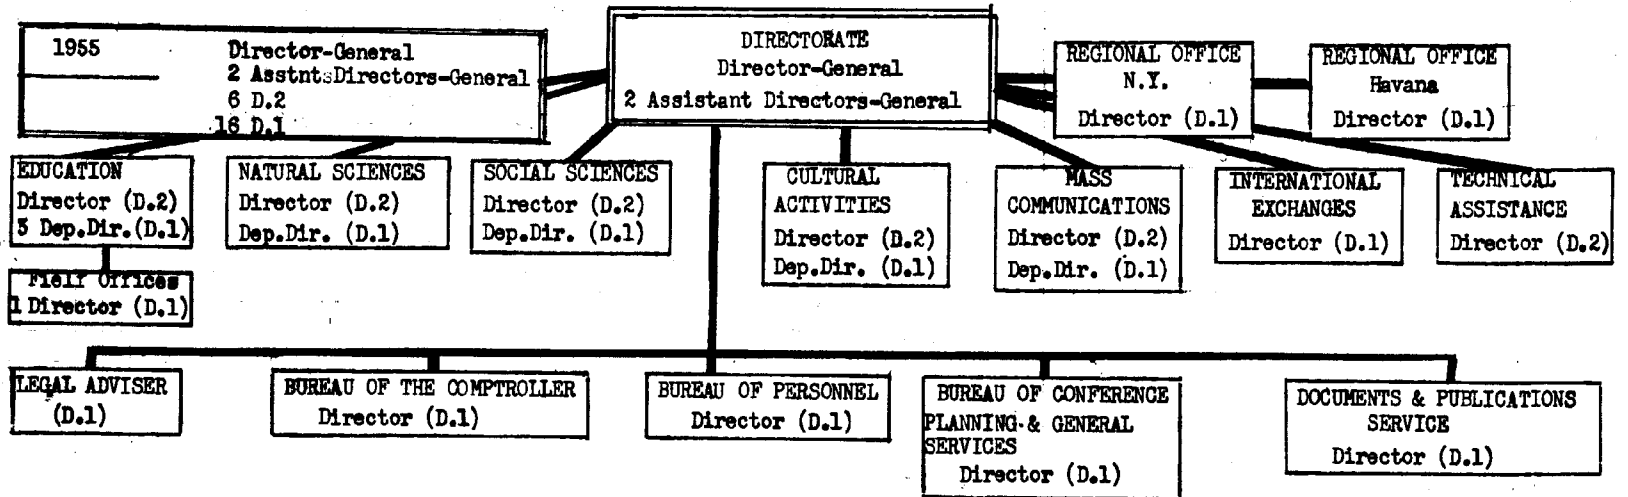 1955
Director-General
2 Asstnt.Directors-General
6 D.2
16 D.1
DIRECTORATE
Director-General
2 Assistant Directors-General
REGIONAL OFFICE
N.Y.
Director (D.1)
REGIONAL OFFICE
Havana
Director (D.1)
EDUCATION
Director (D.2)
3 Dep.Dir.(D.1)
Field Offices
1 Director (D.1)
NATURAL SCIENCES
Director (D.2)
Dep.Dir. (D.1)
SOCIAL SCIENCES
Director (D.2)
Dep.Dir. (D.1)
CULTURAL
ACTIVITIES
Director (D.2)
Dep.Dir. (D.1)
MASS
COMMUNICATIONS
Director (D.2)
Dep.Dir. (D.1)
INTERNATIONAL
EXCHANGES
Director (D.1)
TECHNICAL
ASSISTANCE
Director (D.2)
LEGAL ADVISER
(D.1)
BUREAU OF THE COMPTROLLER
Director (D.1)
BUREAU OF PERSONNEL
Director (D.1)
BUREAU OF CONFERENCE
PLANNING & GENERAL
SERVICES
Director (D.1)
DOCUMENTS & PUBLICATIONS
SERVICE
Director (D.1)